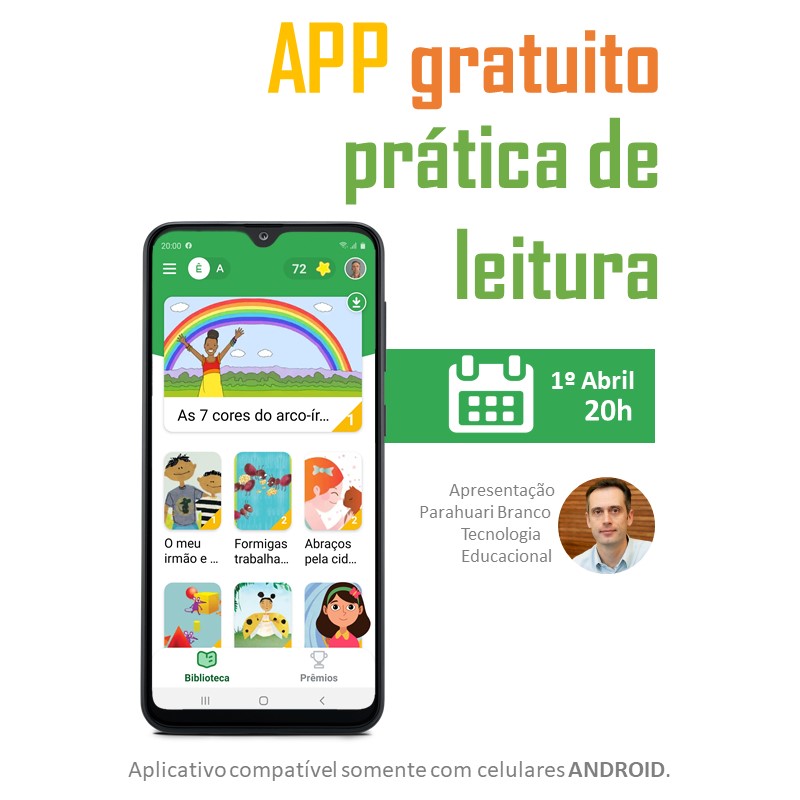 APP gratuito
prática de
leitura
20:00
Ê A 72
As 7 cores do arco-ír...
1
1º Abril
20h
Apresentação
Parahuari Branco
Tecnologia
Educacional
1 2 2
O meu
irmão e ...
Formigas
trabalha...
Abraços
pela cid...
Biblioteca Prêmios
Aplicativo compatível somente com celulares ANDROID.